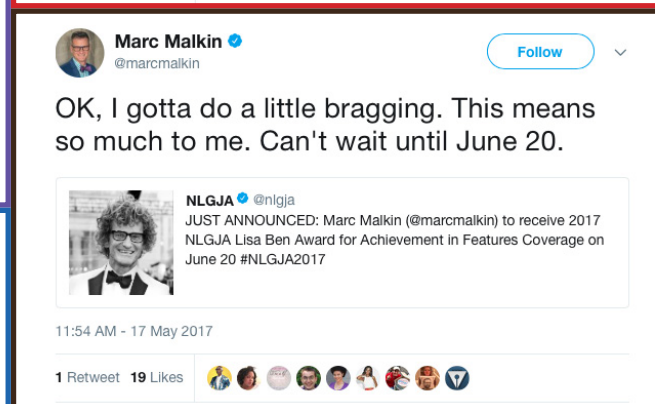 Marc Malkin
@marcmalkin
Follow
OK, I gotta do a little bragging. This means
so much to me. Can't wait until June 20.
NLGJA @nlgja
JUST ANNOUNCED: Marc Malkin (@marcmalkin) to receive 2017
NLGJA Lisa Ben Award for Achievement in Features Coverage on
June 20 #NLGJA2017
11:54 AM - 17 May 2017
1 Retweet 19 Likes